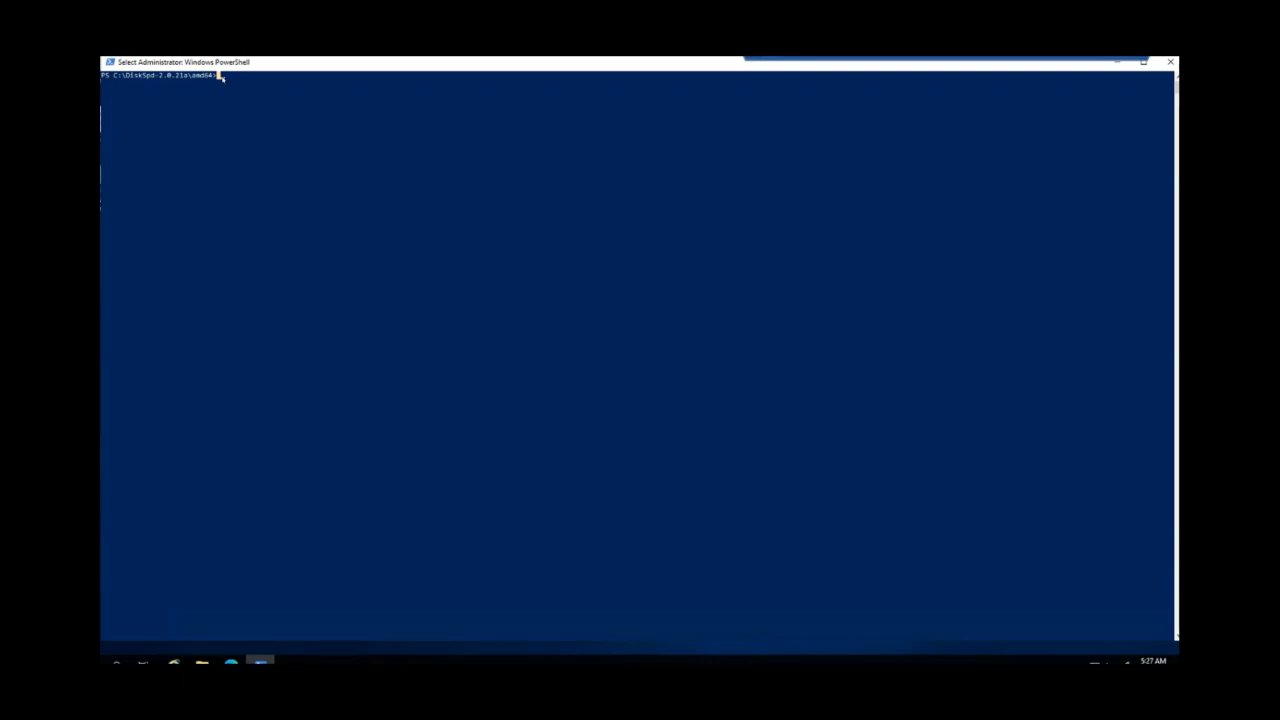 Select Administrator: Windows PowerShell
PS C:\DiskSpd-2.0.21a\amd64>
5:27 AM